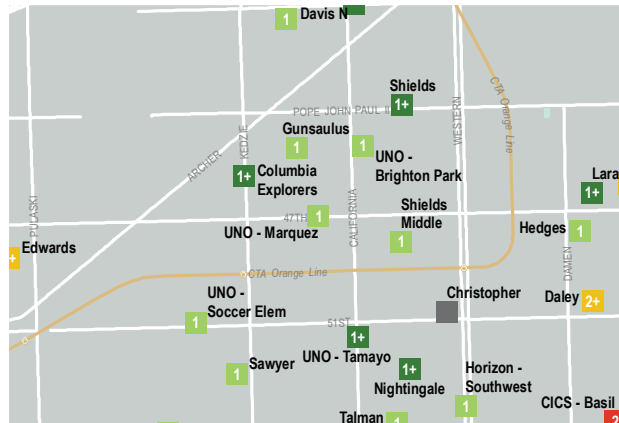 1 Davis N
Shields
1+
POPE JOHN PAUL II
CTA Orange Line
WESTERN
Gunsaulus
1
1
UNO -
Brighton Park
KEDZIE
ARCHER
1+
Columbia
Explorers
Lara
1+
PULASKI
47TH
1
UNO - Marquez
CALIFORNIA
Shields
Middle
1
Hedges 1
DAMEN
+ Edwards
CTA Orange Line
Christopher
Daley 2+
UNO -
Soccer Elem
1
51ST
1+
UNO - Tamayo
Sawyer
1
1+
Nightingale
Horizon -
Southwest
1
CICS - Basil
2
Talman 1